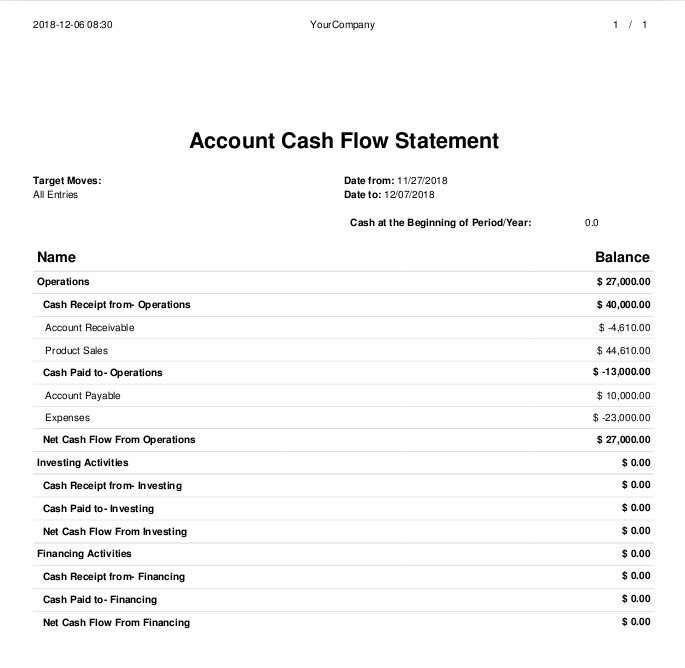 2018-12-06 08:30 YourCompany 1 / 1
Account Cash Flow Statement
Target Moves: Date from: 11/27/2018
All Entries Date to: 12/07/2018
Cash at the Beginning of Period/Year: 0.0
Name Balance
Operations $ 27,000.00
Cash Receipt from- Operations $ 40,000.00
Account Receivable $ -4,610.00
Product Sales $ 44,610.00
Cash Paid to- Operations $ -13,000.00
Account Payable $ 10,000.00
Expenses $ -23,000.00
Net Cash Flow From Operations $ 27,000.00
Investing Activities $ 0.00
Cash Receipt from- Investing $ 0.00
Cash Paid to- Investing $ 0.00
Net Cash Flow From Investing $ 0.00
Financing Activities $ 0.00
Cash Receipt from- Financing $ 0.00
Cash Paid to- Financing $ 0.00
Net Cash Flow From Financing $ 0.00